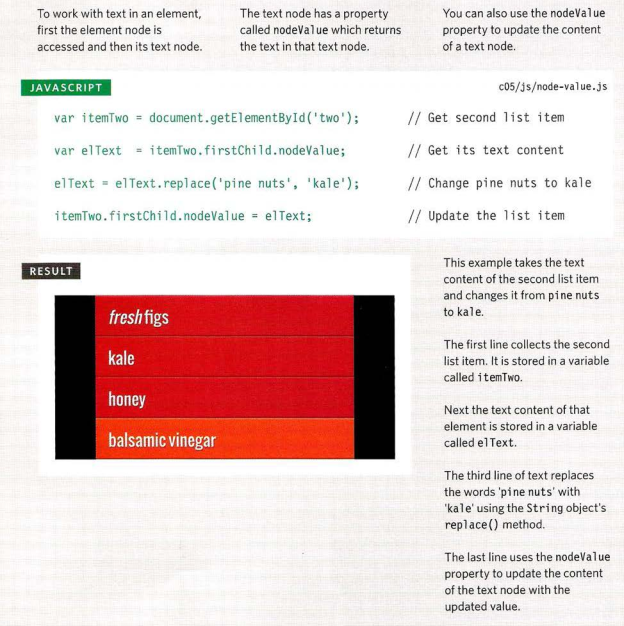 To work with text in an element,
first the element node is
accessed and then its text node.
The text node has a property
called nodeValue which returns
the text in that text node.
You can also use the nodeValue
property to update the content
of a text node.
JAVASCRIPT
c05/js/node-value.js
var itemTwo = document.getElementById('two'); // Get second list item
var elText  = itemTwo.firstChild.nodeValue; // Get its text content
elText = elText.replace('pine nuts', 'kale'); // Change pine nuts to kale
itemTwo.firstChild.nodeValue = elText; // Update the list item
RESULT
fresh figs
kale
honey
balsamic vinegar
This example takes the text
content of the second list item
and changes it from pine nuts
to kale.
The first line collects the second
list item. It is stored in a variable
called itemTwo.
Next the text content of that
element is stored in a variable
called elText.
The third line of text replaces
the words 'pine nuts' with
'kale' using the String object's
replace() method.
The last line uses the nodeValue
property to update the content
of the text node with the
updated value.